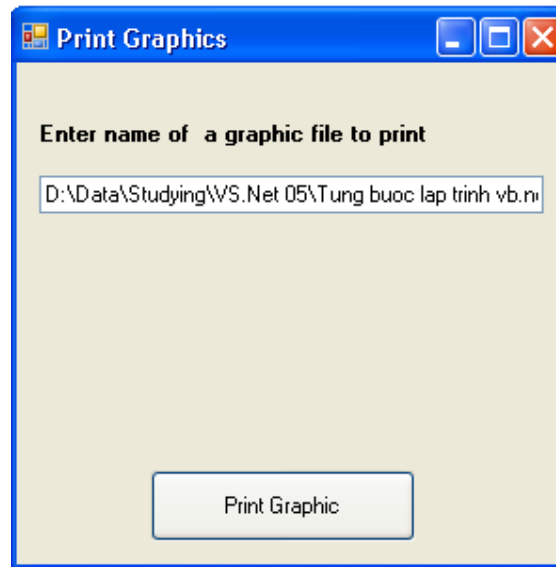 Print Graphics
Enter name of  a graphic file to print
D:\Data\Studying\VS.Net 05\Tung buoc lap trinh vb.n
Print Graphic